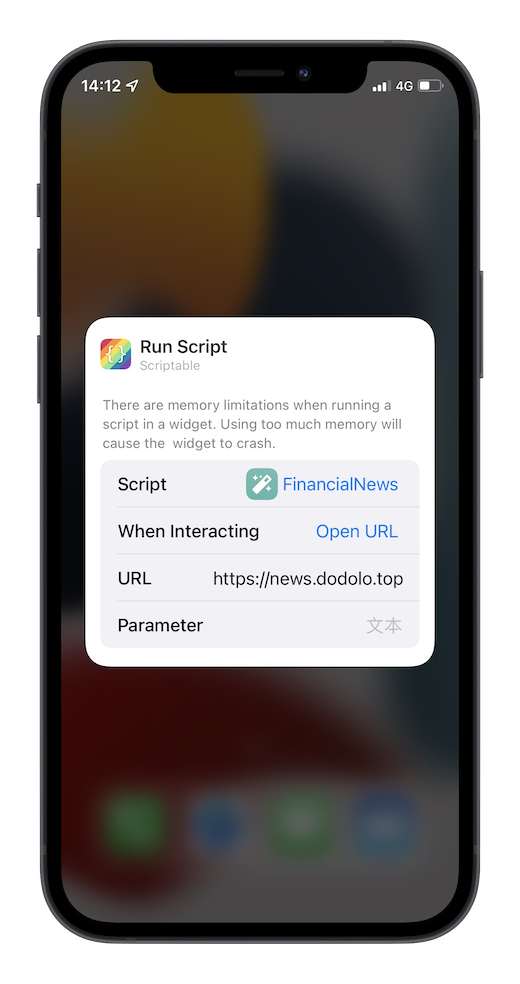 14:12 4G
Run Script
Scriptable
There are memory limitations when running a
script in a widget. Using too much memory will
cause the widget to crash.
Script FinancialNews
When Interacting Open URL
URL https://news.dodolo.top
Parameter 文本